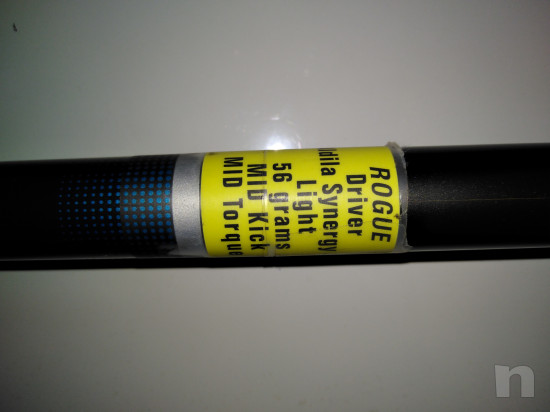 ROGUE
Driver
dila Synergy
Light
56 grams
MID Kick
MID Torque
n